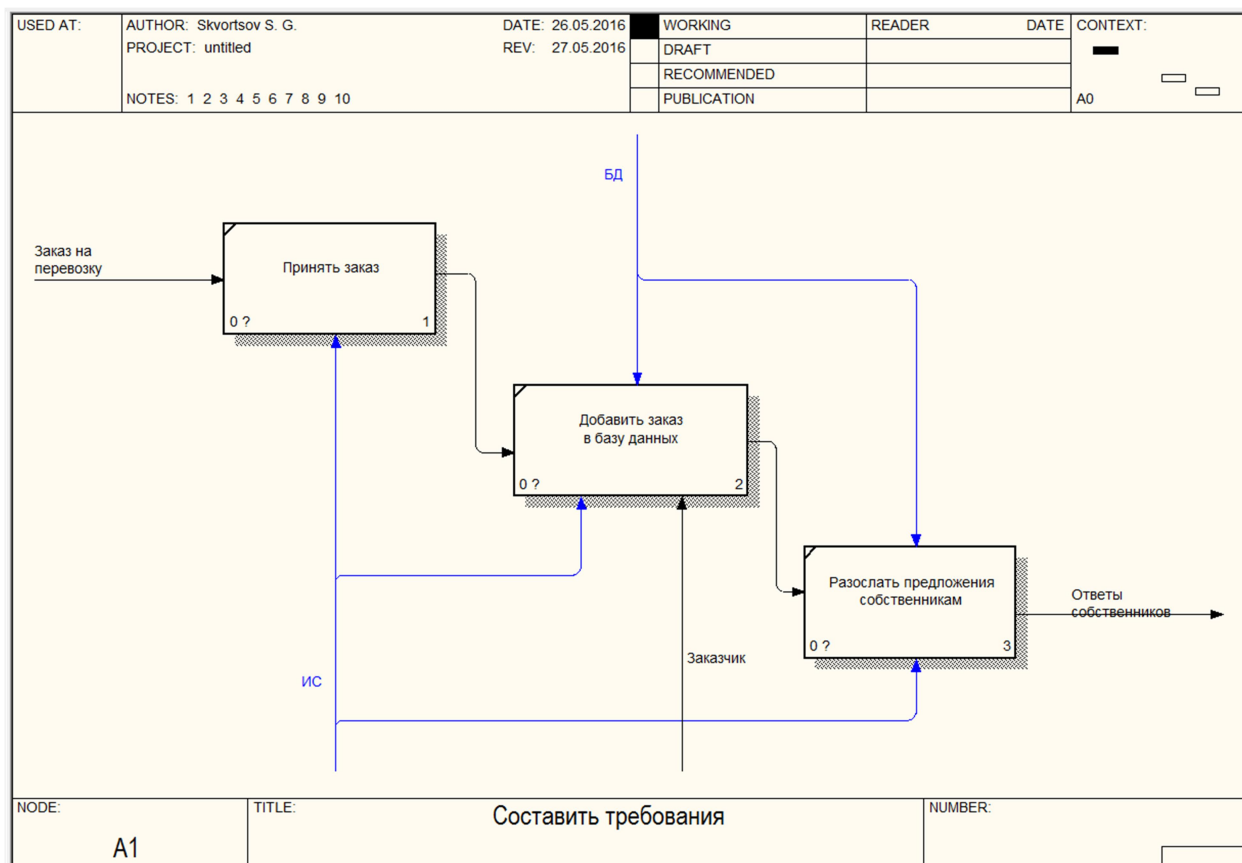 USED AT:
AUTHOR: Skvortsov S. G.
DATE: 26.05.2016
PROJECT: untitled
REV: 27.05.2016
NOTES: 1 2 3 4 5 6 7 8 9 10
WORKING
DRAFT
RECOMMENDED
PUBLICATION
READER
DATE
CONTEXT:
A0
БД
Заказ на
перевозку
Принять заказ
0 ?
1
Добавить заказ
в базу данных
0 ?
2
Разослать предложения
собственникам
0 ?
3
Ответы
собственников
Заказчик
ИС
NODE:
A1
TITLE:
Составить требования
NUMBER: